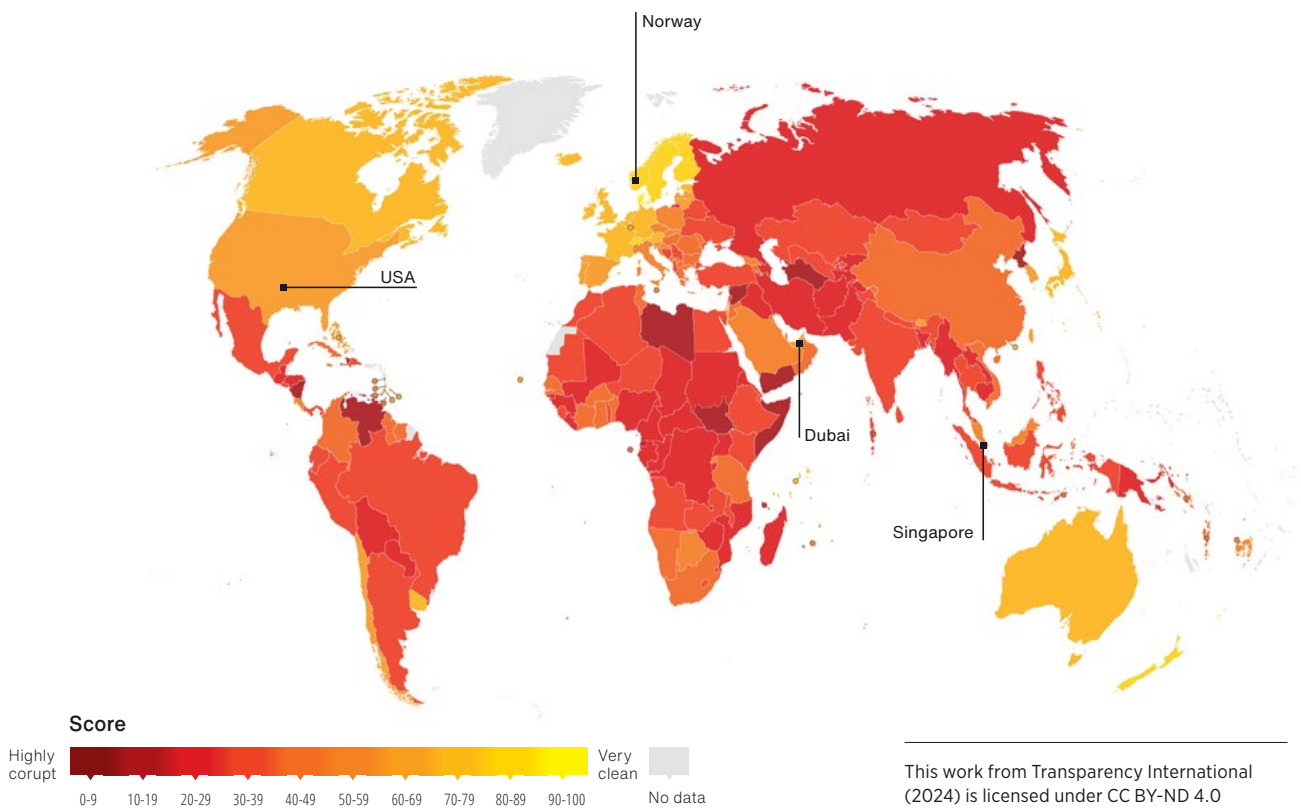 Norway
USA
Dubai
Singapore
Score
Highly
corupt
Very
clean
0-9 10-19 20-29 30-39 40-49 50-59 60-69 70-79 80-89 90-100
No data
This work from Transparency International
(2024) is licensed under CC BY-ND 4.0